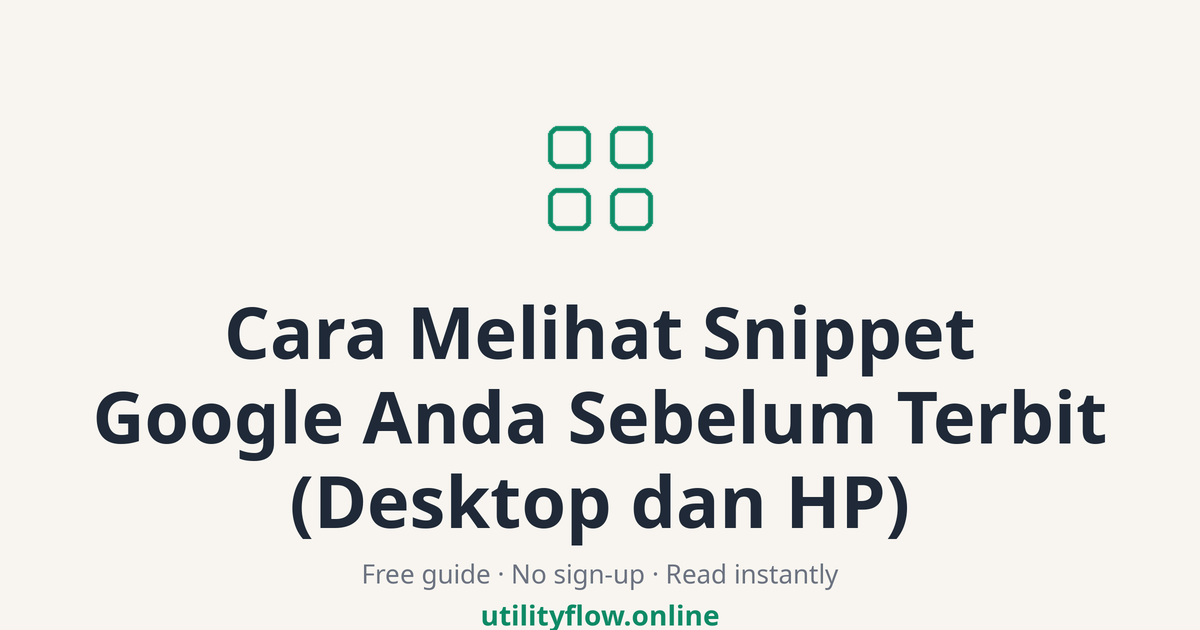 Cara Melihat Snippet
Google Anda Sebelum Terbit
(Desktop dan HP)
Free guide · No sign-up · Read instantly
utilityflow.online